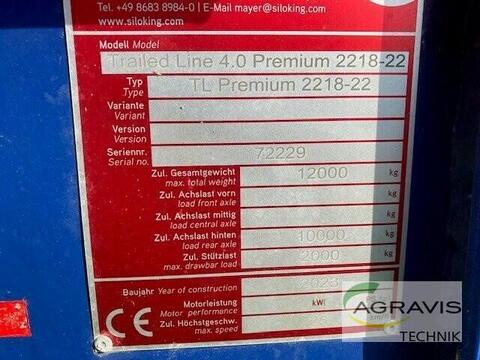 Tel. +49 8683 8984-0 | E-Mail mayer@siloking.com
www.siloking.com
Modell Model
Trailed Line 4.0 Premium 2218-22
Typ
Type
TL Premium 2218-22
Variante
Variant
Version
Version
Seriennr.
Serial no.
72229
Zul. Gesamtgewicht
max. total weight
12000 kg
Zul. Achslast vorn
load front axle
kg
Zul. Achslast mittig
load central axle
kg
Zul. Achslast hinten
load rear axle
10000 kg
Zul. Stützlast
max. drawbar load
2000 kg
Baujahr Year of construction
2023
Motorleistung
Motor performance
kW
Zul. Höchstgeschw.
max. speed
CE
AGRAVIS
TECHNIK